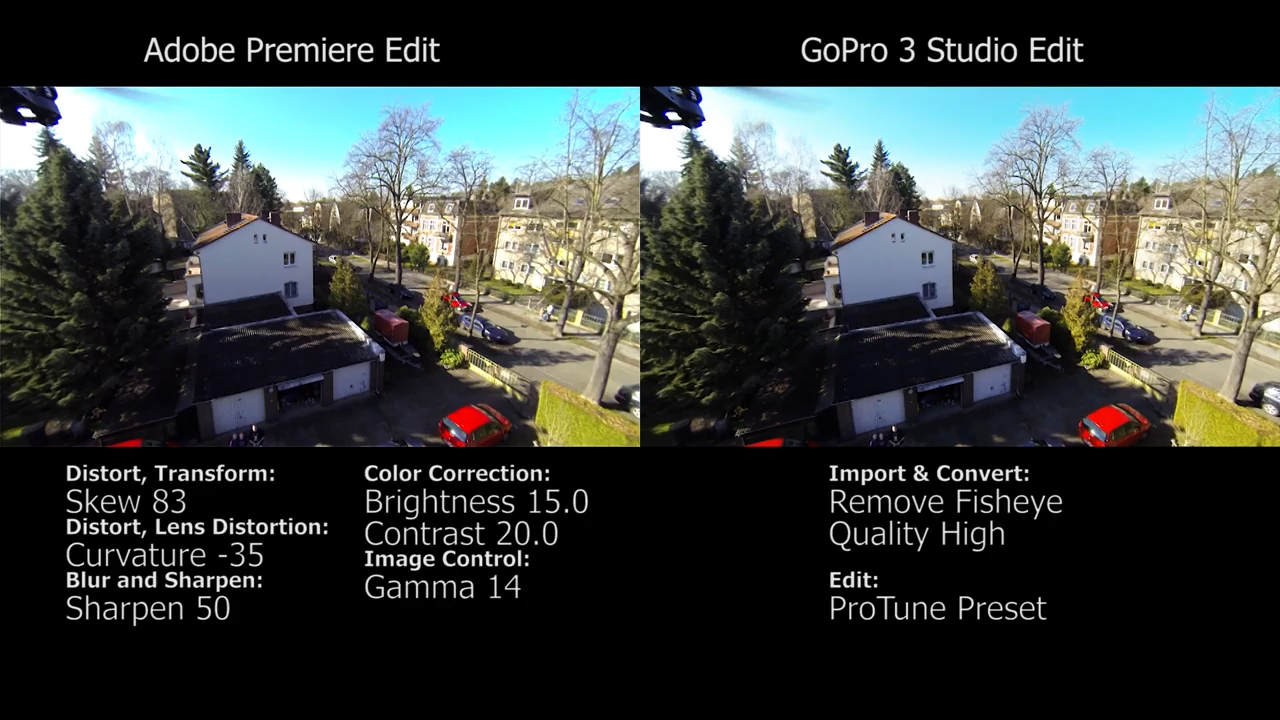 Adobe Premiere Edit
GoPro 3 Studio Edit
Distort, Transform:
Skew 83
Distort, Lens Distortion:
Curvature -35
Blur and Sharpen:
Sharpen 50
Color Correction:
Brightness 15.0
Contrast 20.0
Image Control:
Gamma 14
Import & Convert:
Remove Fisheye
Quality High
Edit:
ProTune Preset